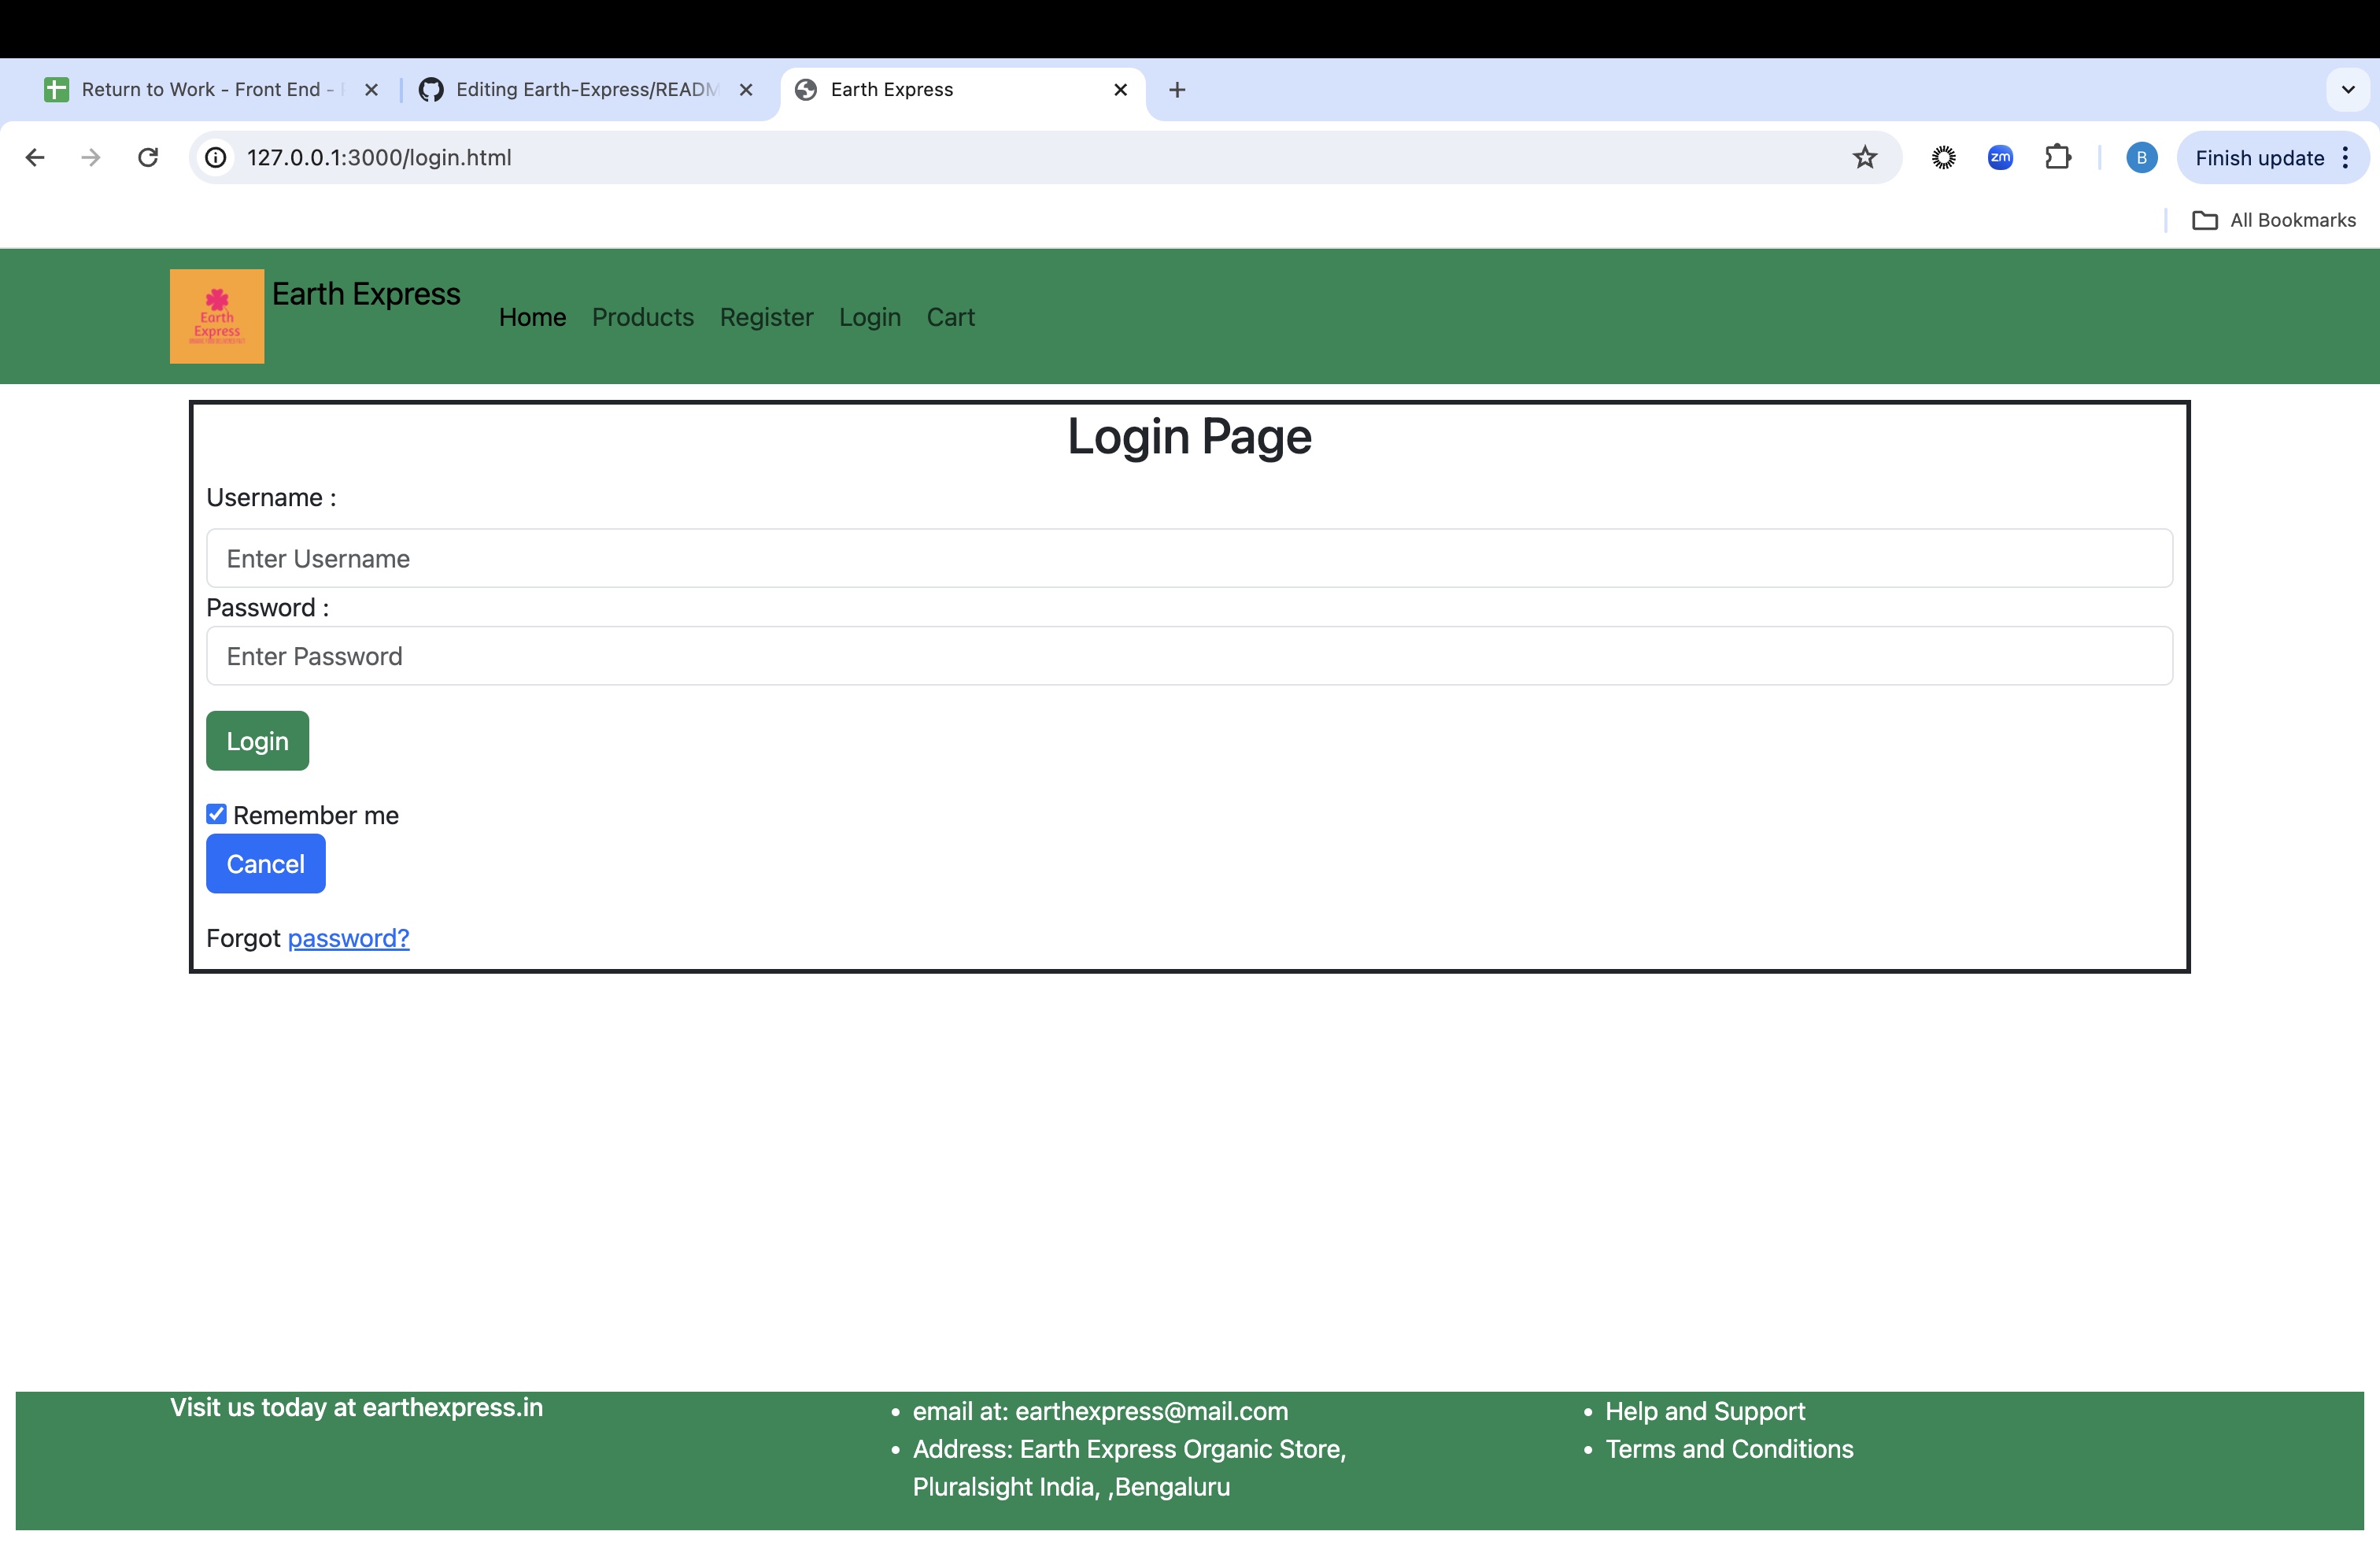 Return to Work - Front End -
Editing Earth-Express/READM
Earth Express
127.0.0.1:3000/login.html
zm
B
Finish update
All Bookmarks
Earth
Express
Earth Express
Home
Products
Register
Login
Cart
Login Page
Username :
Enter Username
Password :
Enter Password
Login
Remember me
Cancel
Forgot password?
Visit us today at earthexpress.in
email at: earthexpress@mail.com
Address: Earth Express Organic Store,
Pluralsight India, ,Bengaluru
Help and Support
Terms and Conditions